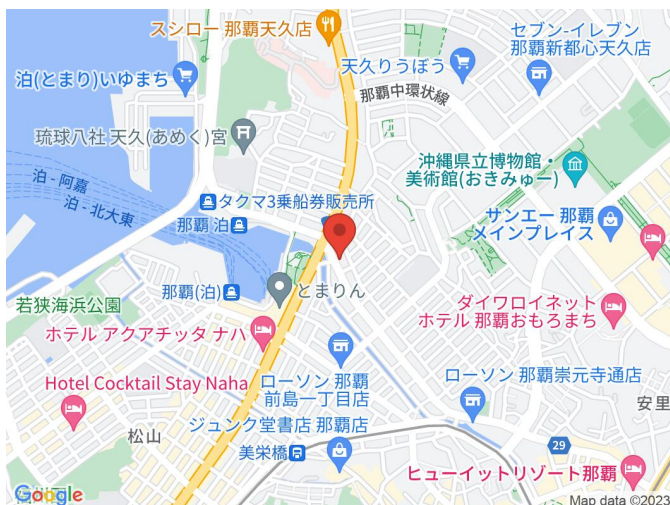 スシロー 那覇天久店
セブン-イレブン
那覇新都心天久店
泊(とまり)いゆまち
天久りうぼう
那覇中環状線
琉球八社 天久(あめく)宮
沖縄県立博物館・
美術館(おきみゅー)
泊 - 阿嘉
泊 - 北大東
タクマ3乗船券販売所
那覇 泊
サンエー 那覇
メインプレイス
那覇(泊)
とまりん
若狭海浜公園
ダイワロイネット
ホテル 那覇おもろまち
ホテル アクアチッタ ナハ
ローソン 那覇
前島一丁目店
ローソン 那覇崇元寺通店
Hotel Cocktail Stay Naha
安里
松山
ジュンク堂書店 那覇店
美栄橋
29
ヒューイットリゾート那覇
Google
Map data ©2023